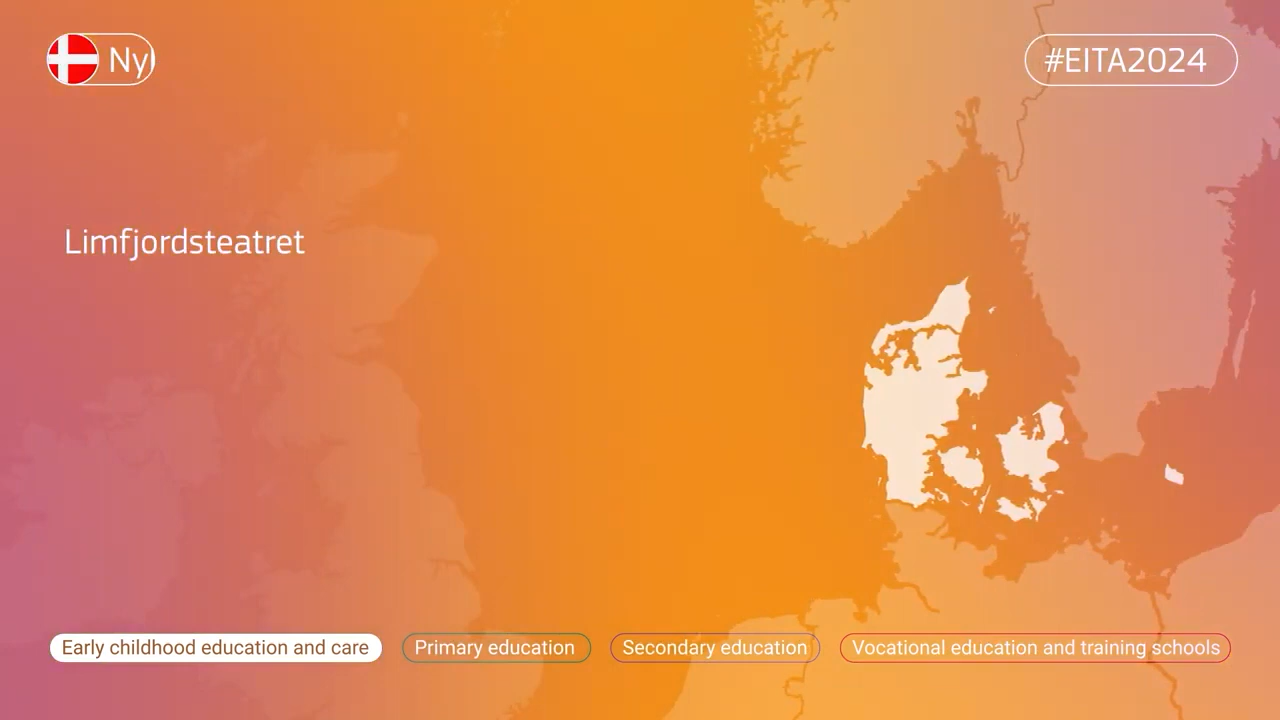 Ny
#EITA2024
Limfjordsteatret
Early childhood education and care
Primary education
Secondary education
Vocational education and training schools